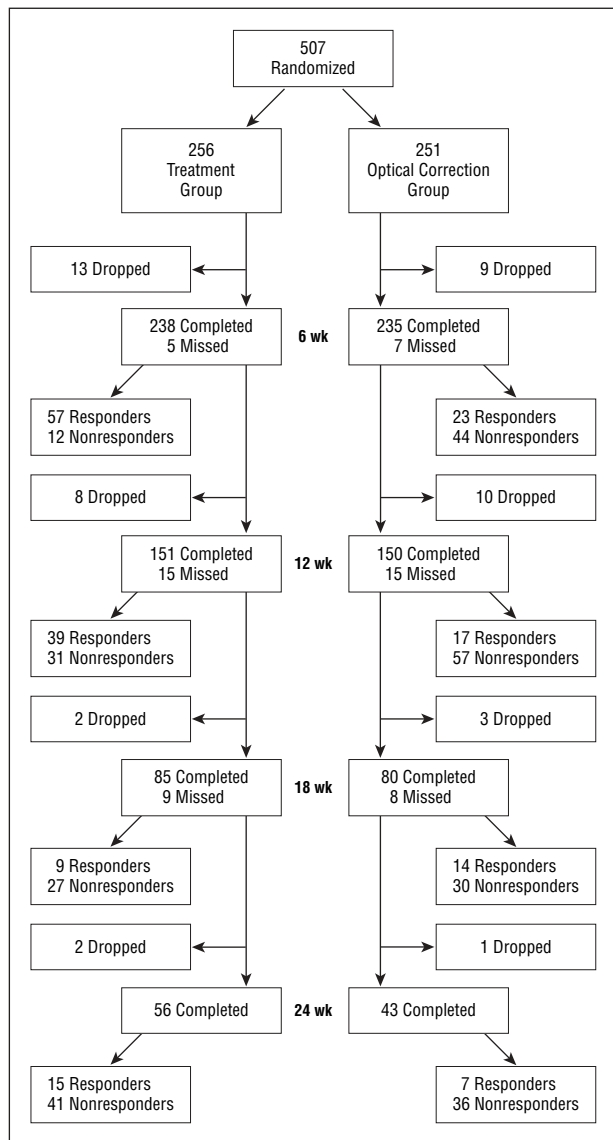 507
Randomized
256
Treatment
Group
251
Optical Correction
Group
13 Dropped
9 Dropped
238 Completed
5 Missed
6 wk
235 Completed
7 Missed
57 Responders
12 Nonresponders
23 Responders
44 Nonresponders
8 Dropped
10 Dropped
151 Completed
15 Missed
12 wk
150 Completed
15 Missed
39 Responders
31 Nonresponders
17 Responders
57 Nonresponders
2 Dropped
3 Dropped
85 Completed
9 Missed
18 wk
80 Completed
8 Missed
9 Responders
27 Nonresponders
14 Responders
30 Nonresponders
2 Dropped
1 Dropped
56 Completed
24 wk
43 Completed
15 Responders
41 Nonresponders
7 Responders
36 Nonresponders